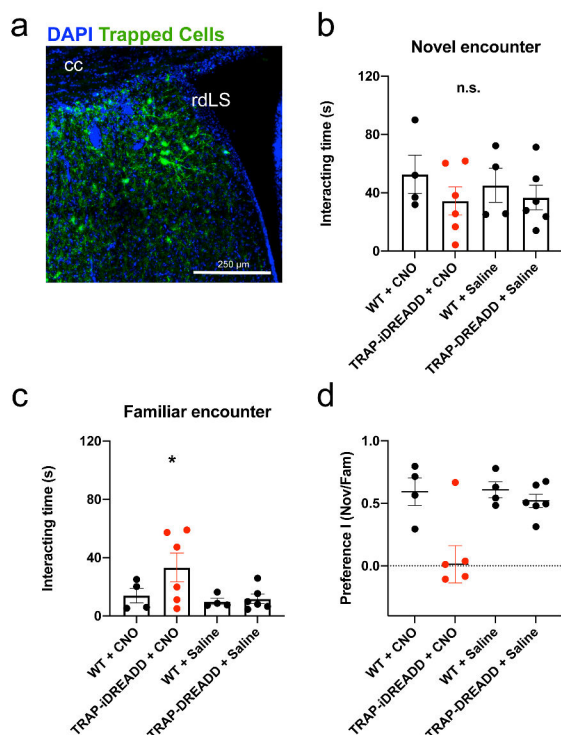 a
DAPI Trapped Cells
cc
rdLS
250 µm
b
Novel encounter
n.s.
Interacting time (s)
120
80
40
0
WT + CNO
TRAP-iDREADD + CNO
WT + Saline
TRAP-DREADD + Saline
c
Familiar encounter
*
Interacting time (s)
120
80
40
0
WT + CNO
TRAP-iDREADD + CNO
WT + Saline
TRAP-DREADD + Saline
d
Preference I (Nov/Fam)
1.0
0.5
0.0
WT + CNO
TRAP-iDREADD + CNO
WT + Saline
TRAP-DREADD + Saline